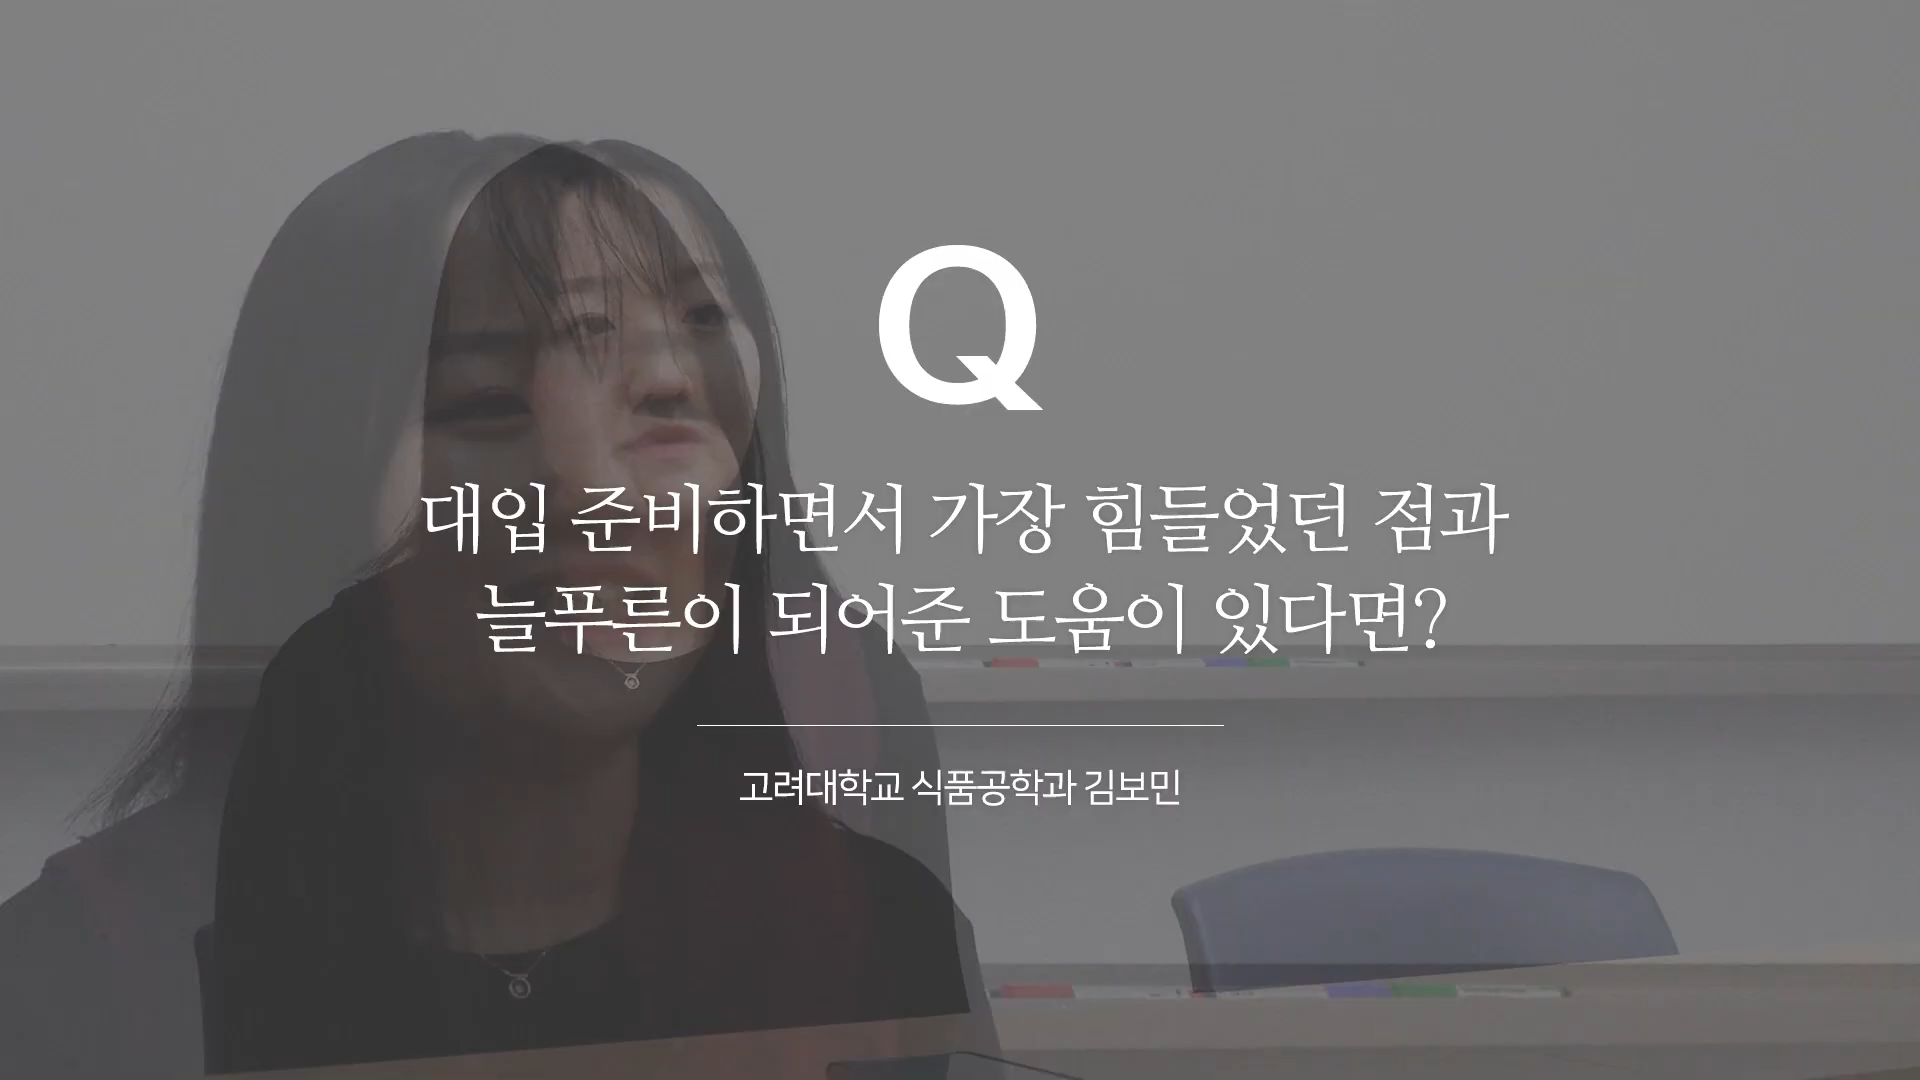 Q
대입 준비하면서 가장 힘들었던 점과
늘푸른이 되어준 도움이 있다면?
고려대학교 식품공학과 김보민